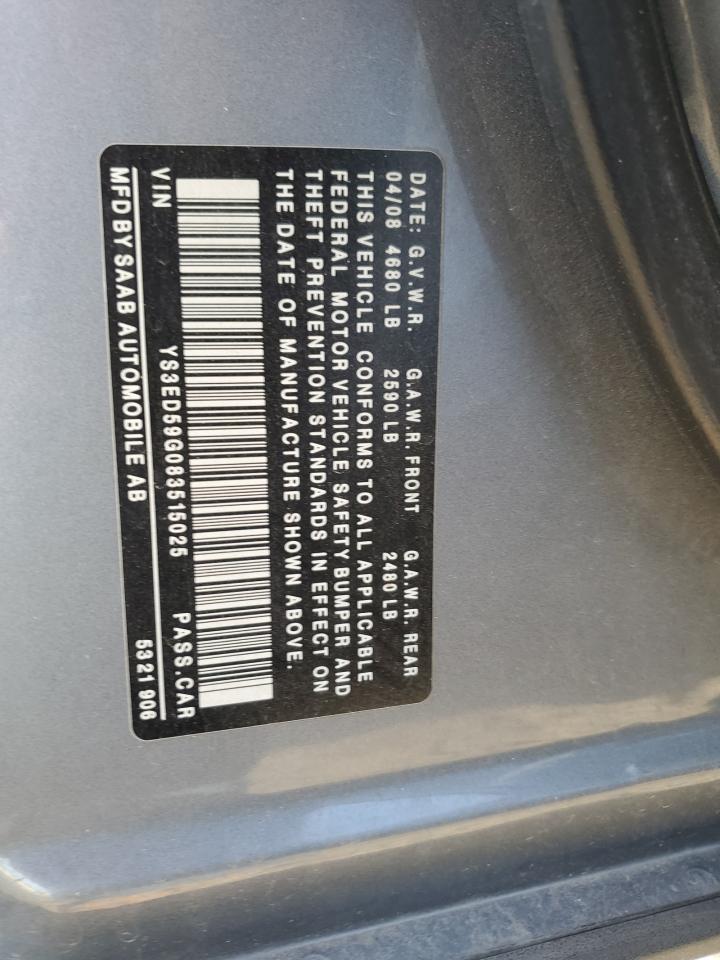 DATE: G.V.W.R. G.A.W.R. FRONT G.A.W.R. REAR
04/08 4680 LB 2590 LB 2480 LB
THIS VEHICLE CONFORMS TO ALL APPLICABLE
FEDERAL MOTOR VEHICLE SAFETY BUMPER AND
THEFT PREVENTION STANDARDS IN EFFECT ON
THE DATE OF MANUFACTURE SHOWN ABOVE.
VIN YS3ED59G083515025 PASS.CAR
MFD BY SAAB AUTOMOBILE AB 5321 906